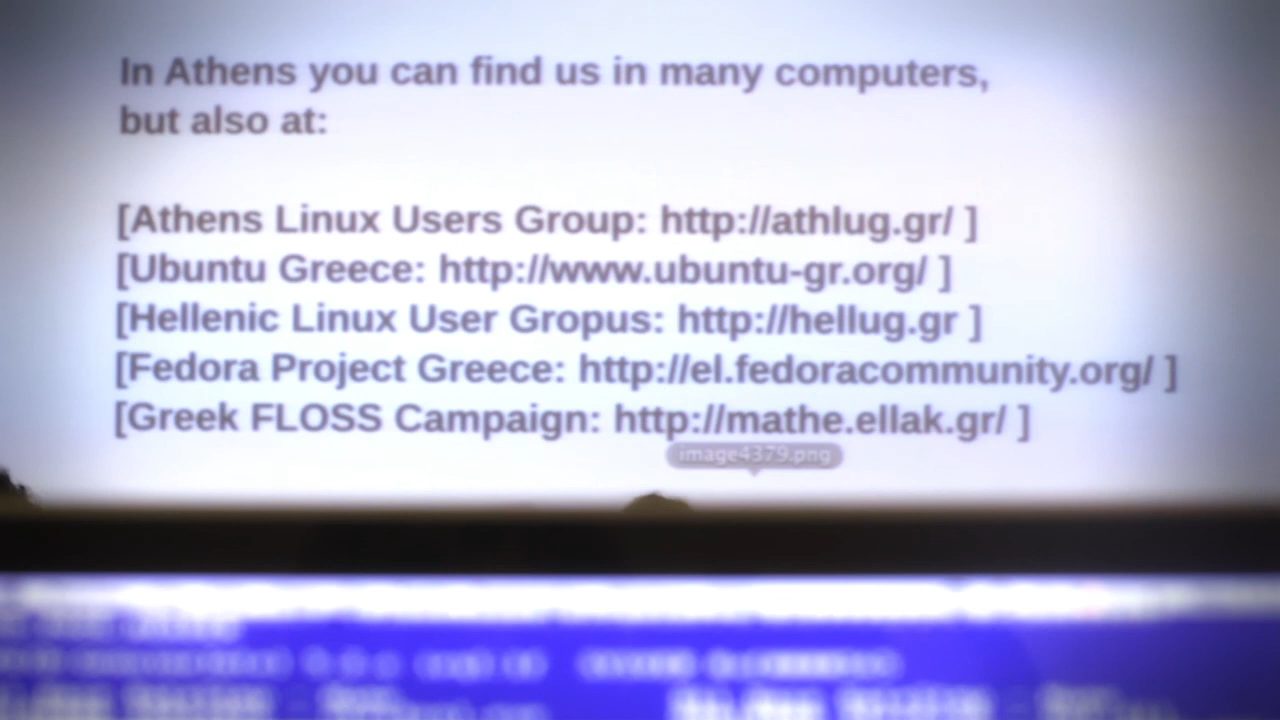 In Athens you can find us in many computers,
but also at:
[Athens Linux Users Group: http://athlug.gr/ ]
[Ubuntu Greece: http://www.ubuntu-gr.org/ ]
[Hellenic Linux User Gropus: http://hellug.gr ]
[Fedora Project Greece: http://el.fedoracommunity.org/ ]
[Greek FLOSS Campaign: http://mathe.ellak.gr/ ]
image4379.png